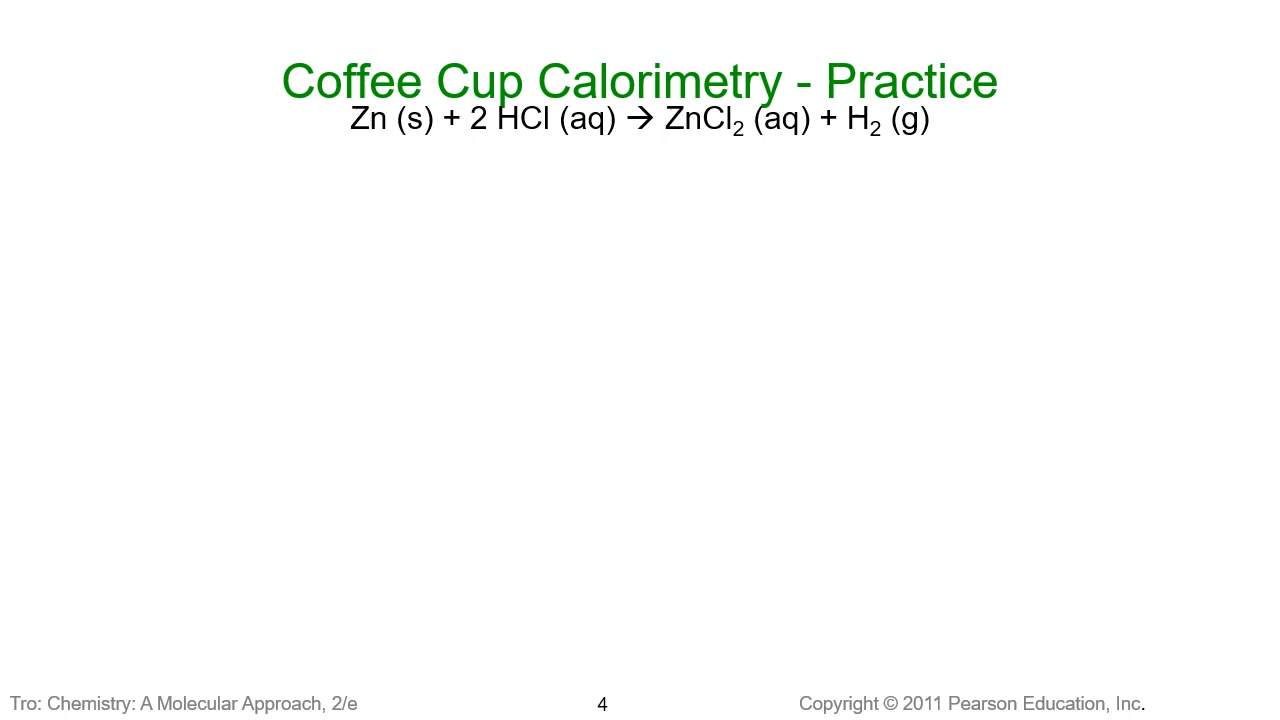 Coffee Cup Calorimetry - Practice
Zn (s) + 2 HCl (aq) → ZnCl₂ (aq) + H₂ (g)
Tro: Chemistry: A Molecular Approach, 2/e
4
Copyright © 2011 Pearson Education, Inc.